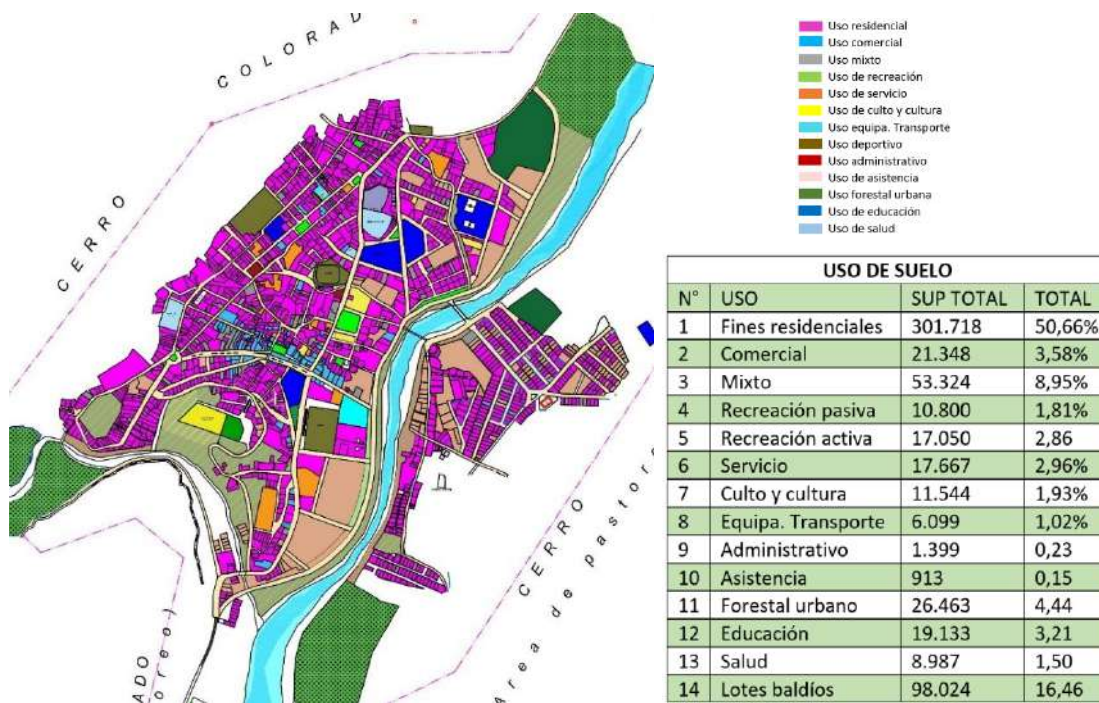 CERRO COLORAD
Uso residencial
Uso comercial
Uso mixto
Uso de recreación
Uso de servicio
Uso de culto y cultura
Uso equipa. Transporte
Uso deportivo
Uso administrativo
Uso de asistencia
Uso forestal urbana
Uso de educación
Uso de salud
CERRO
Area de pastore
ADO
oreo)
USO DE SUELO
N° USO SUP TOTAL TOTAL
1 Fines residenciales 301.718 50,66%
2 Comercial 21.348 3,58%
3 Mixto 53.324 8,95%
4 Recreación pasiva 10.800 1,81%
5 Recreación activa 17.050 2,86
6 Servicio 17.667 2,96%
7 Culto y cultura 11.544 1,93%
8 Equipa. Transporte 6.099 1,02%
9 Administrativo 1.399 0,23
10 Asistencia 913 0,15
11 Forestal urbano 26.463 4,44
12 Educación 19.133 3,21
13 Salud 8.987 1,50
14 Lotes baldíos 98.024 16,46